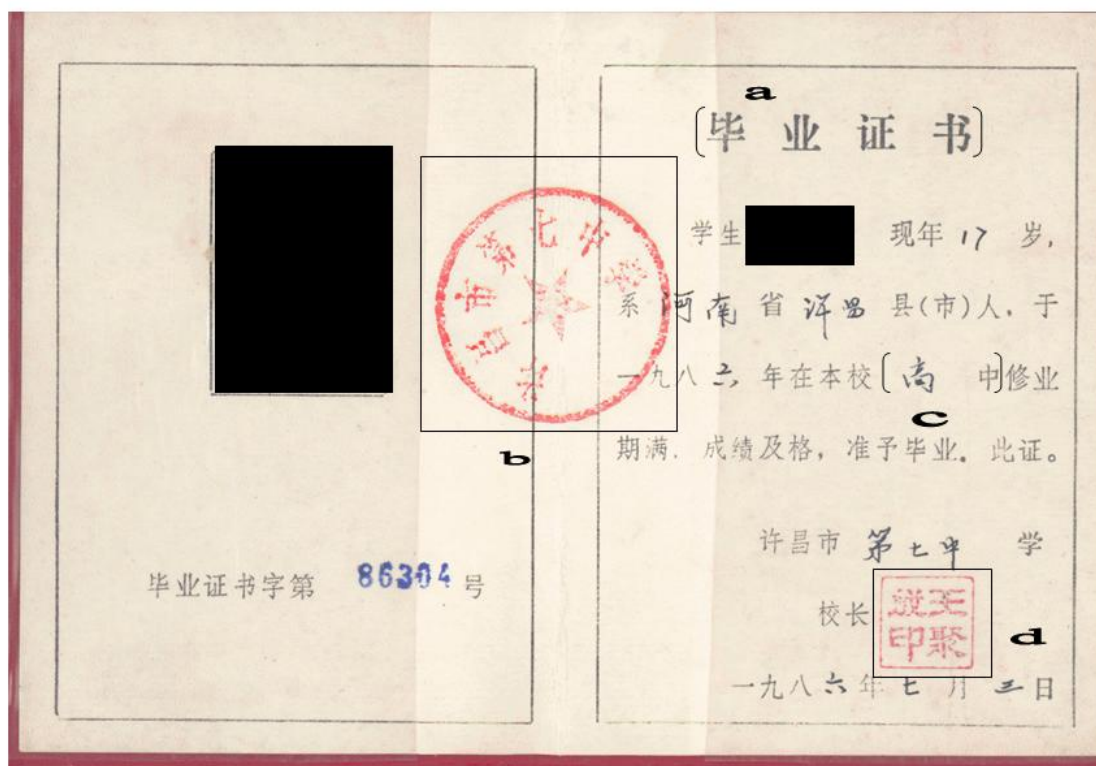 许昌市第七中学
毕业证书字第 86304 号
a
毕业证书
学生 现年 17 岁,
系 河南 省 许昌 县(市)人. 于
一九八六年在本校(高 中)修业
c
期满. 成绩及格, 准予毕业. 此证。
b
许昌市 第七中 学
校长
王聚 印
d
一九八六年七月三日